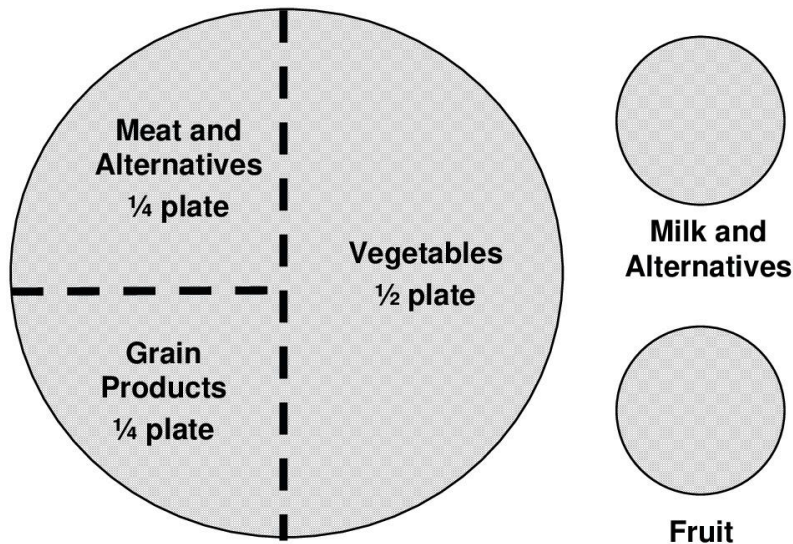 Meat and
Alternatives
¼ plate
Grain
Products
¼ plate
Vegetables
½ plate
Milk and
Alternatives
Fruit